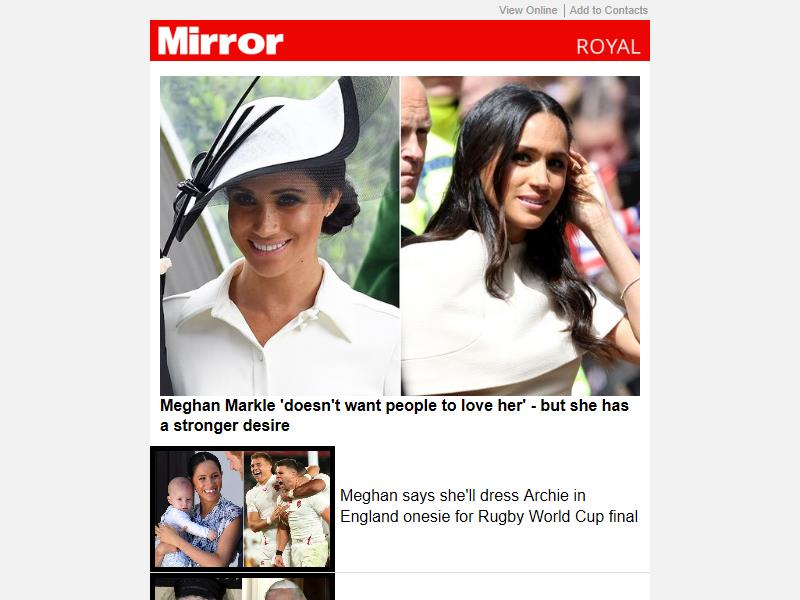 View Online | Add to Contacts
Mirror
ROYAL
Meghan Markle 'doesn't want people to love her' - but she has
a stronger desire
Meghan says she'll dress Archie in
England onesie for Rugby World Cup final